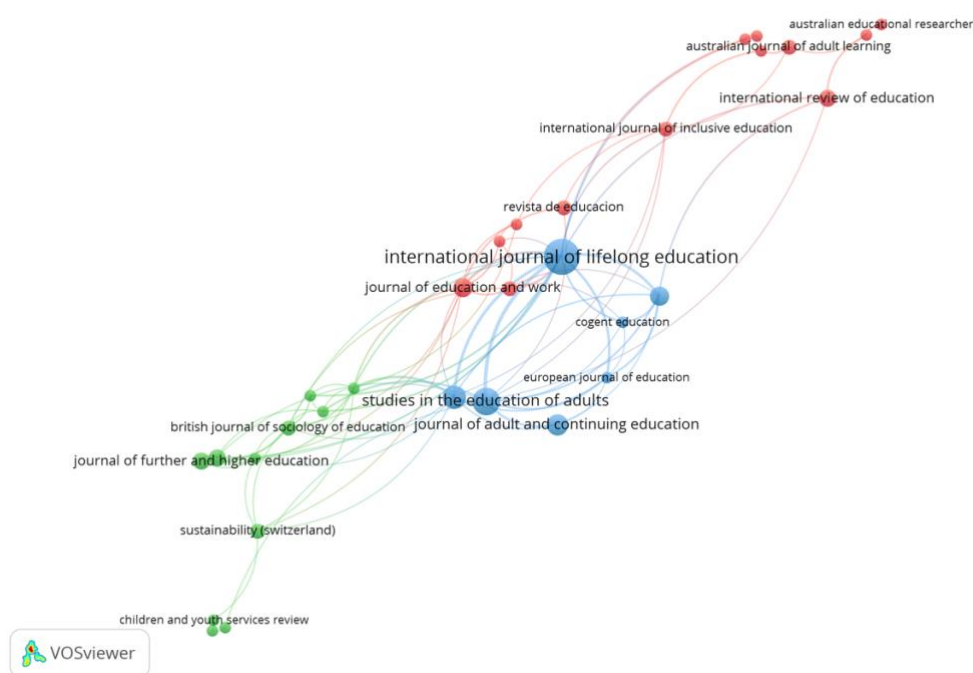 australian educational researcher
australian journal of adult learning
international review of education
international journal of inclusive education
revista de educacion
international journal of lifelong education
journal of education and work
cogent education
european journal of education
studies in the education of adults
journal of adult and continuing education
british journal of sociology of education
journal of further and higher education
sustainability (switzerland)
children and youth services review
VOSviewer